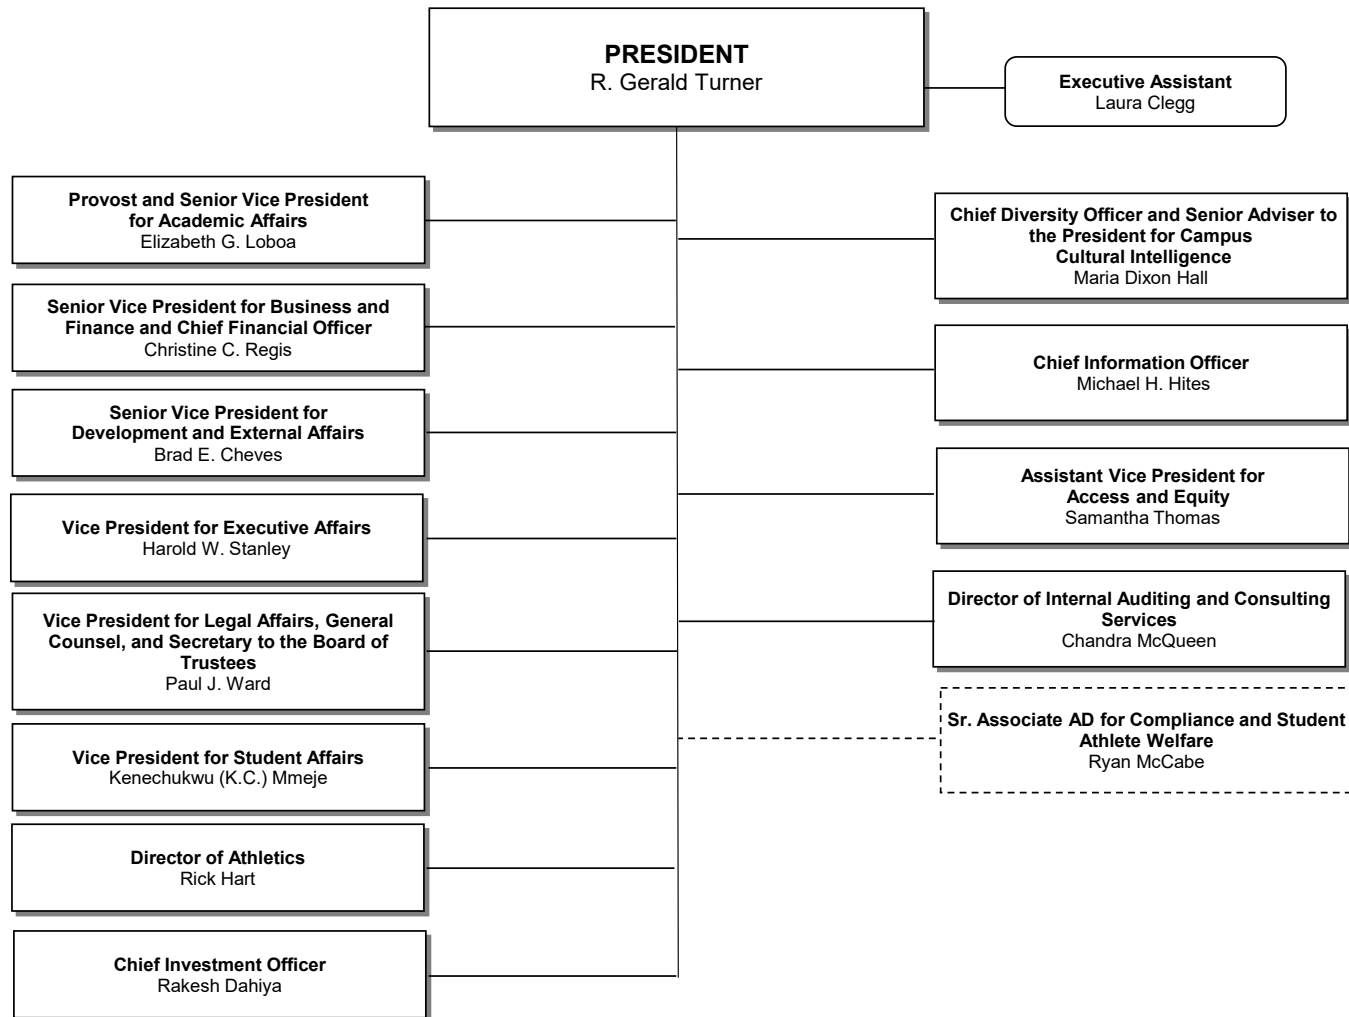 PRESIDENT
R. Gerald Turner
Executive Assistant
Laura Clegg
Provost and Senior Vice President
for Academic Affairs
Elizabeth G. Loboa
Senior Vice President for Business and
Finance and Chief Financial Officer
Christine C. Regis
Senior Vice President for
Development and External Affairs
Brad E. Cheves
Vice President for Executive Affairs
Harold W. Stanley
Vice President for Legal Affairs, General
Counsel, and Secretary to the Board of
Trustees
Paul J. Ward
Vice President for Student Affairs
Kenechukwu (K.C.) Mmeje
Director of Athletics
Rick Hart
Chief Investment Officer
Rakesh Dahiya
Chief Diversity Officer and Senior Adviser to
the President for Campus
Cultural Intelligence
Maria Dixon Hall
Chief Information Officer
Michael H. Hites
Assistant Vice President for
Access and Equity
Samantha Thomas
Director of Internal Auditing and Consulting
Services
Chandra McQueen
Sr. Associate AD for Compliance and Student
Athlete Welfare
Ryan McCabe